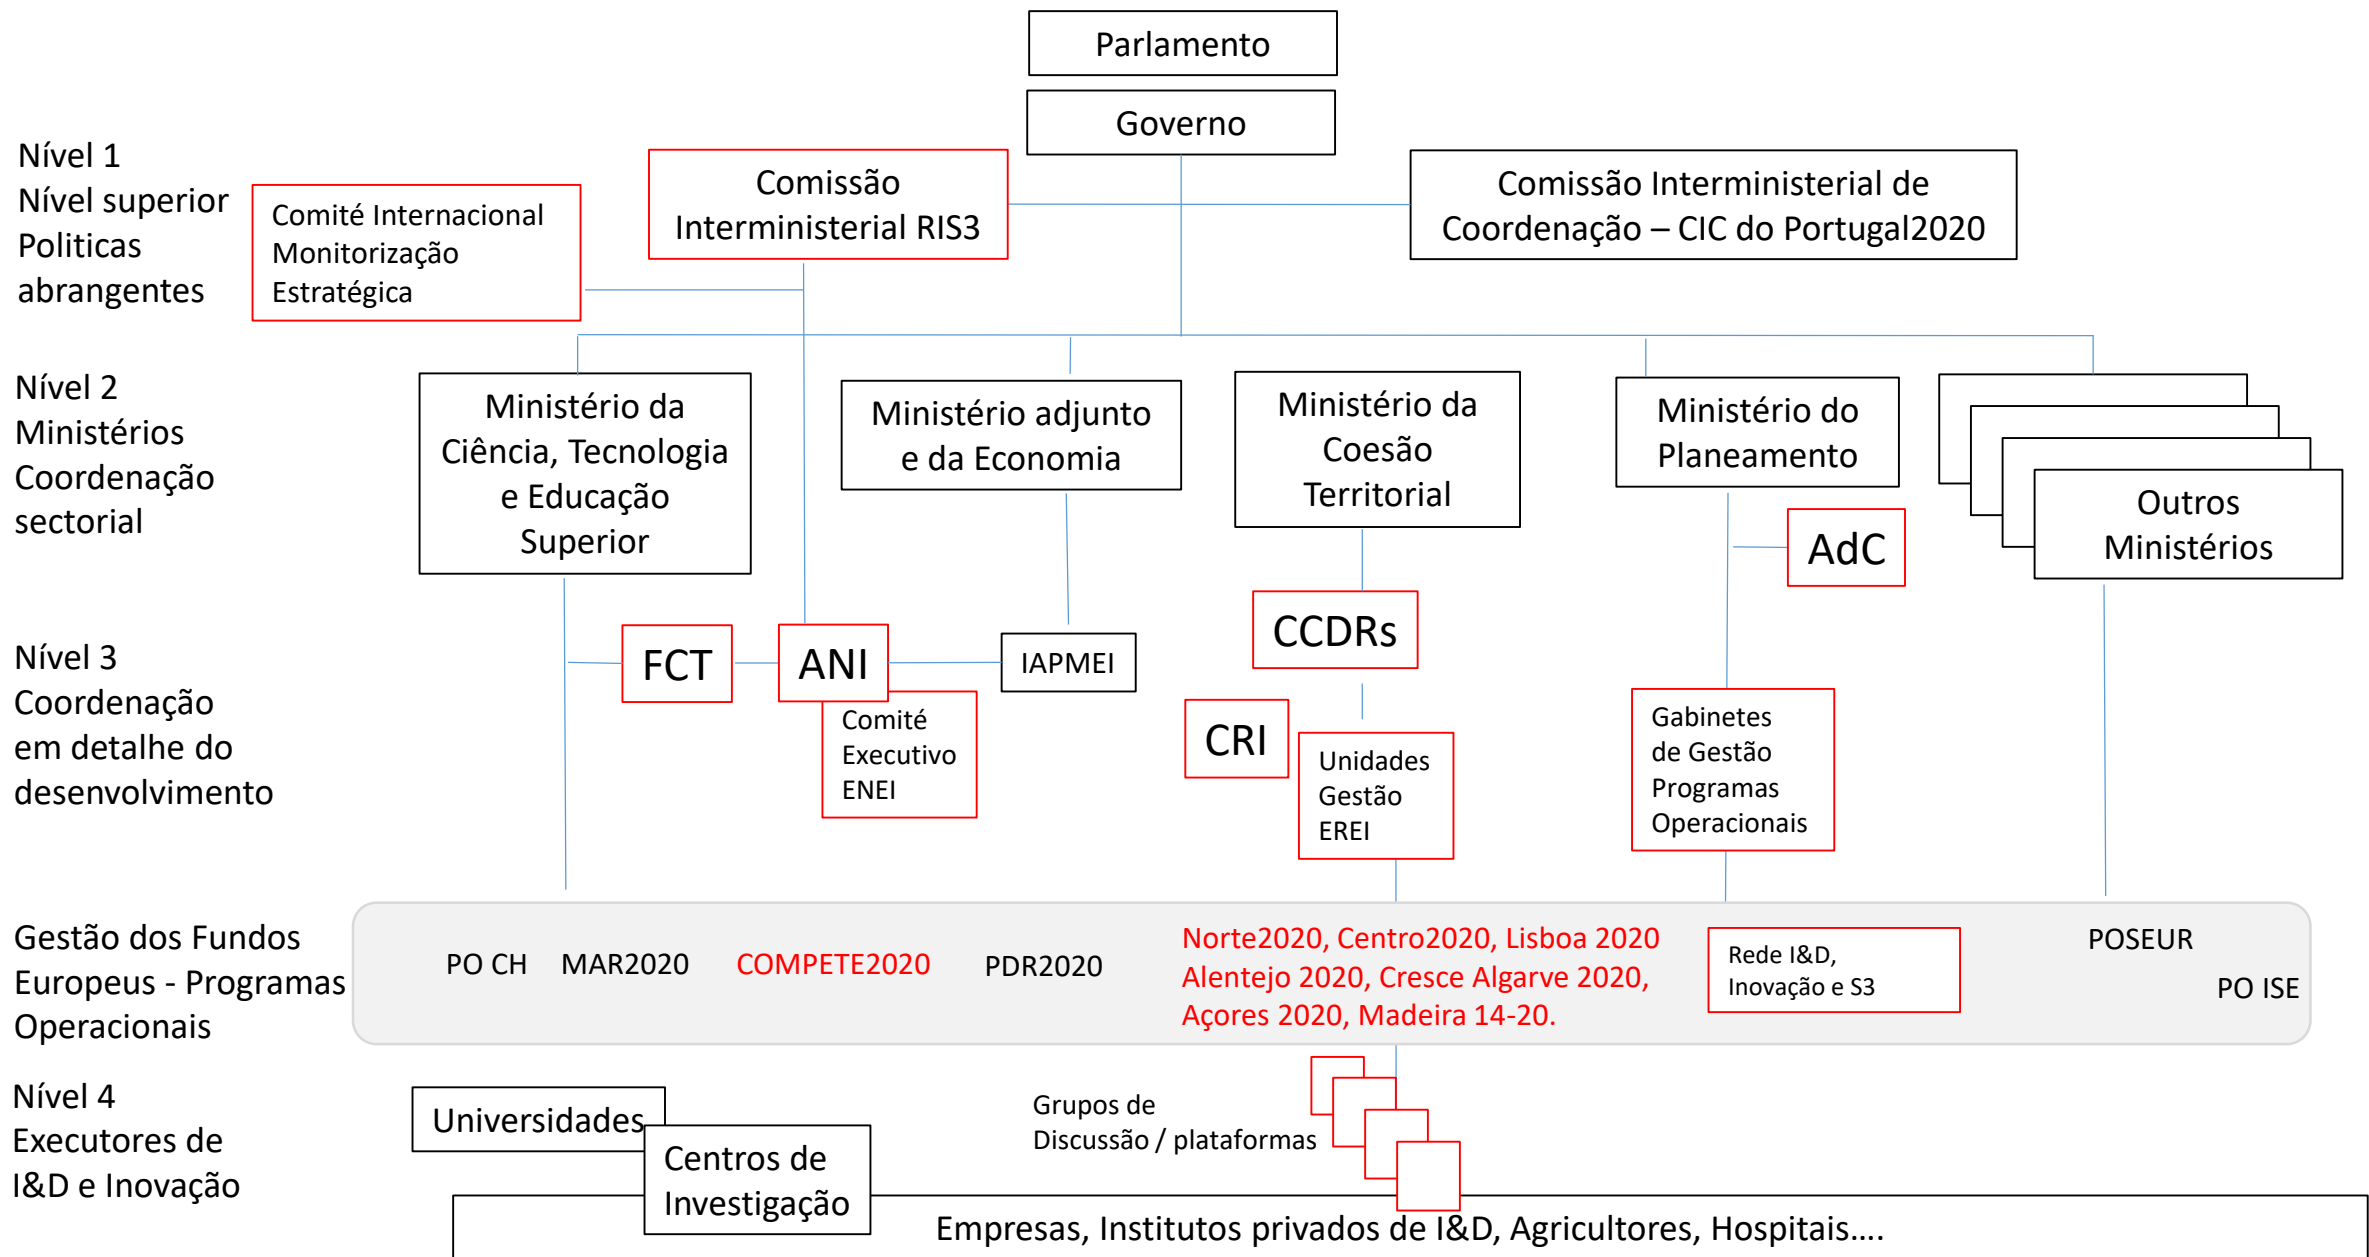 Parlamento
Governo
Nível 1
Nível superior
Politicas
abrangentes
Comité Internacional
Monitorização
Estratégica
Comissão
Interministerial RIS3
Comissão Interministerial de
Coordenação – CIC do Portugal2020
Nível 2
Ministérios
Coordenação
sectorial
Ministério da
Ciência, Tecnologia
e Educação
Superior
Ministério adjunto
e da Economia
Ministério da
Coesão
Territorial
Ministério do
Planeamento
AdC
Outros
Ministérios
Nível 3
Coordenação
em detalhe do
desenvolvimento
FCT
ANI
IAPMEI
Comité
Executivo
ENEI
CCDRs
CRI
Unidades
Gestão
EREI
Gabinetes
de Gestão
Programas
Operacionais
Gestão dos Fundos
Europeus - Programas
Operacionais
PO CH
MAR2020
COMPETE2020
PDR2020
Norte2020, Centro2020, Lisboa 2020
Alentejo 2020, Cresce Algarve 2020,
Açores 2020, Madeira 14-20.
Rede I&D,
Inovação e S3
POSEUR
PO ISE
Nível 4
Executores de
I&D e Inovação
Universidades
Centros de
Investigação
Grupos de
Discussão / plataformas
Empresas, Institutos privados de I&D, Agricultores, Hospitais….